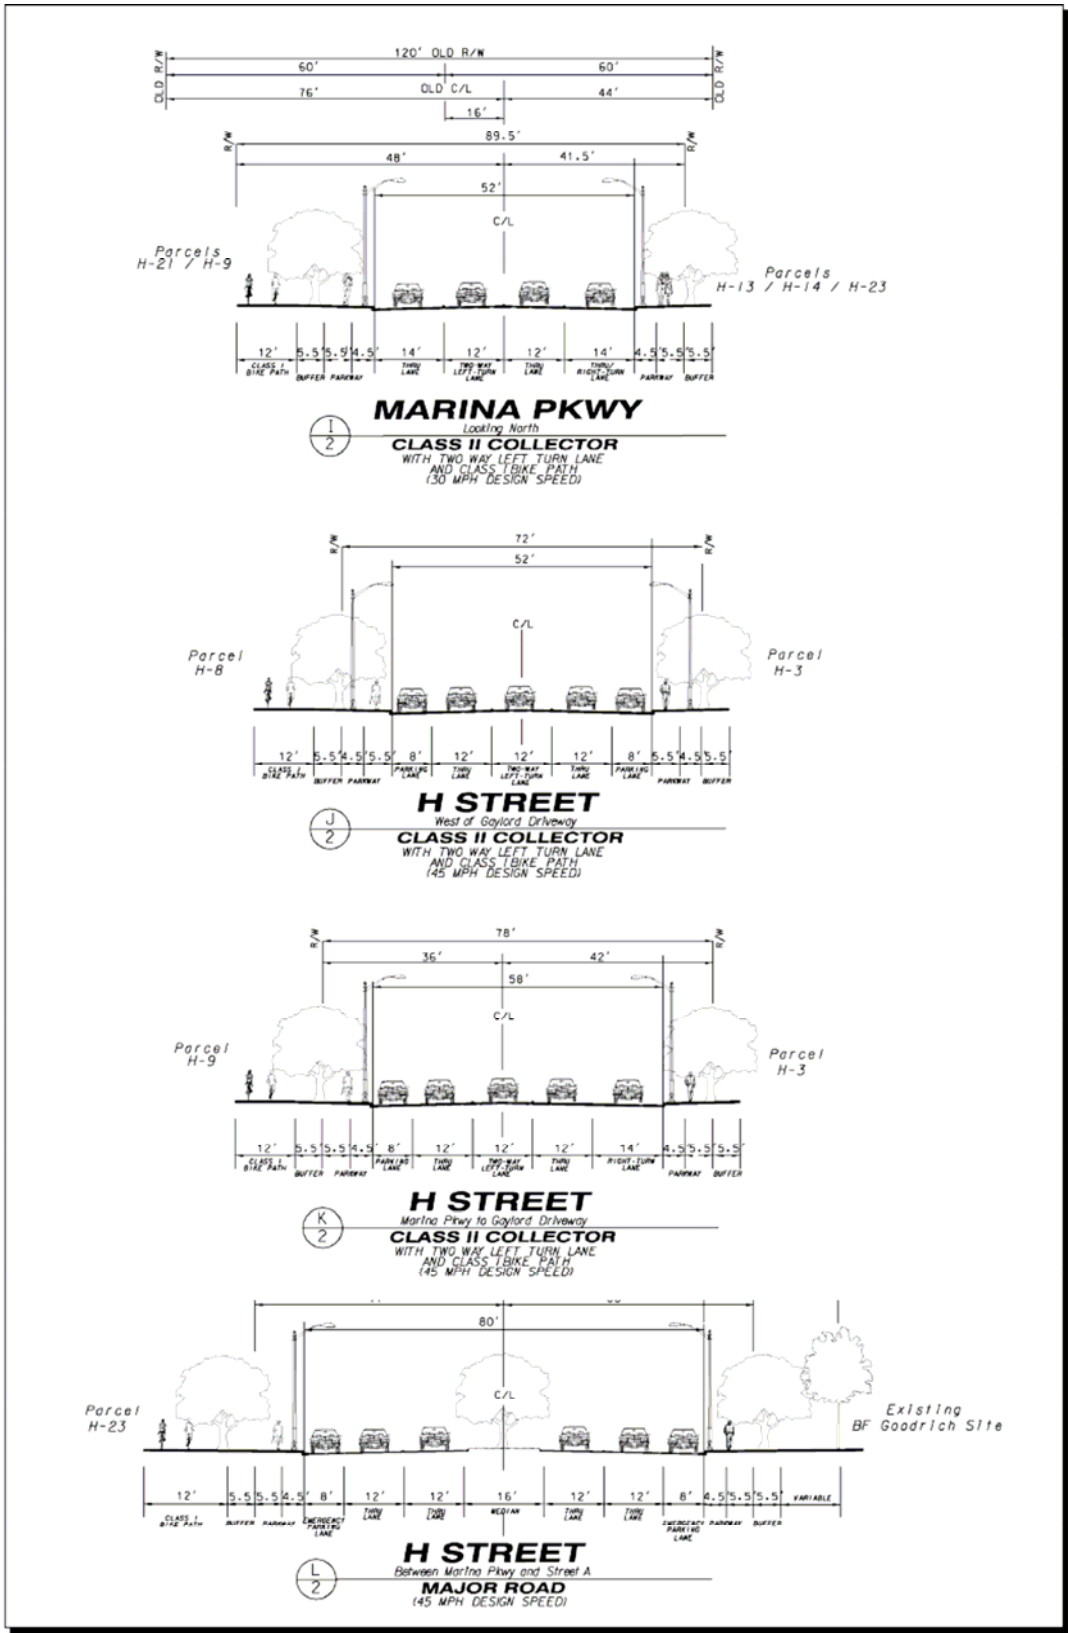 120' OLD R/W
OLD R/W
OLD R/W
60' 60'
OLD C/L
76' 44'
16'
R/W 89.5' R/W
48' 41.5'
52'
C/L
Parcels
H-21 / H-9
Parcels
H-13 / H-14 / H-23
12' 5.5' 5.5' 4.5' 14' 12' 12' 14' 4.5' 5.5' 5.5'
CLASS I BIKE PATH BUFFER PARKWAY THRU LANE TWO-WAY LEFT-TURN LANE THRU LANE THRU/ RIGHT-TURN LANE PARKWAY BUFFER
MARINA PKWY
I
2
Looking North
CLASS II COLLECTOR
WITH TWO WAY LEFT TURN LANE
AND CLASS I BIKE PATH
(30 MPH DESIGN SPEED)
R/W 72' R/W
52'
C/L
Parcel
H-8
Parcel
H-3
12' 5.5' 4.5' 5.5' 8' 12' 12' 12' 8' 5.5' 4.5' 5.5'
CLASS I BIKE PATH BUFFER PARKWAY PARKING LANE THRU LANE TWO-WAY LEFT-TURN LANE THRU LANE PARKING LANE PARKWAY BUFFER
H STREET
J
2
West of Gaylord Driveway
CLASS II COLLECTOR
WITH TWO WAY LEFT TURN LANE
AND CLASS I BIKE PATH
(45 MPH DESIGN SPEED)
R/W 78' R/W
36' 42'
58'
C/L
Parcel
H-9
Parcel
H-3
12' 5.5' 5.5' 4.5' 8' 12' 12' 12' 14' 4.5' 5.5' 5.5'
CLASS I BIKE PATH BUFFER PARKWAY PARKING LANE THRU LANE TWO-WAY LEFT-TURN LANE THRU LANE RIGHT-TURN LANE PARKWAY BUFFER
H STREET
K
2
Marina Pkwy to Gaylord Driveway
CLASS II COLLECTOR
WITH TWO WAY LEFT TURN LANE
AND CLASS I BIKE PATH
(45 MPH DESIGN SPEED)
80'
C/L
Parcel
H-23
Existing
BF Goodrich Site
12' 5.5 5.5 4.5' 8' 12' 12' 16' 12' 12' 8' 4.5 5.5' 5.5' VARIABLE
CLASS I BIKE PATH BUFFER PARKWAY EMERGENCY PARKING LANE THRU LANE THRU LANE MEDIAN THRU LANE THRU LANE EMERGENCY PARKING LANE PARKWAY BUFFER
H STREET
L
2
Between Marina Pkwy and Street A
MAJOR ROAD
(45 MPH DESIGN SPEED)